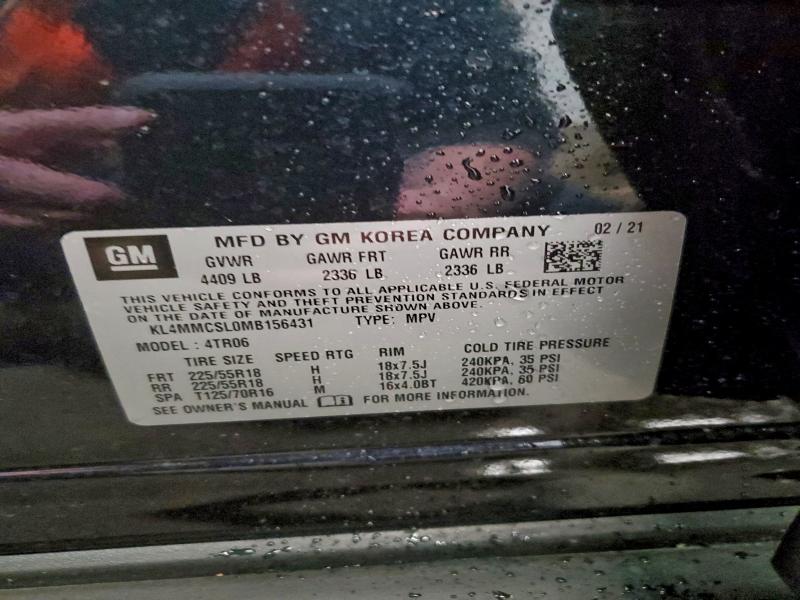 GM
MFD BY GM KOREA COMPANY 02 / 21
GVWR GAWR FRT GAWR RR
4409 LB 2336 LB 2336 LB
THIS VEHICLE CONFORMS TO ALL APPLICABLE U.S. FEDERAL MOTOR
VEHICLE SAFETY AND THEFT PREVENTION STANDARDS IN EFFECT
ON THE DATE OF MANUFACTURE SHOWN ABOVE.
KL4MMCSL0MB156431 TYPE: MPV
MODEL : 4TR06
TIRE SIZE SPEED RTG RIM COLD TIRE PRESSURE
FRT 225/55R18 H 18x7.5J 240KPA, 35 PSI
RR 225/55R18 H 18x7.5J 240KPA, 35 PSI
SPA T125/70R16 M 16x4.0BT 420KPA, 60 PSI
SEE OWNER'S MANUAL FOR MORE INFORMATION.